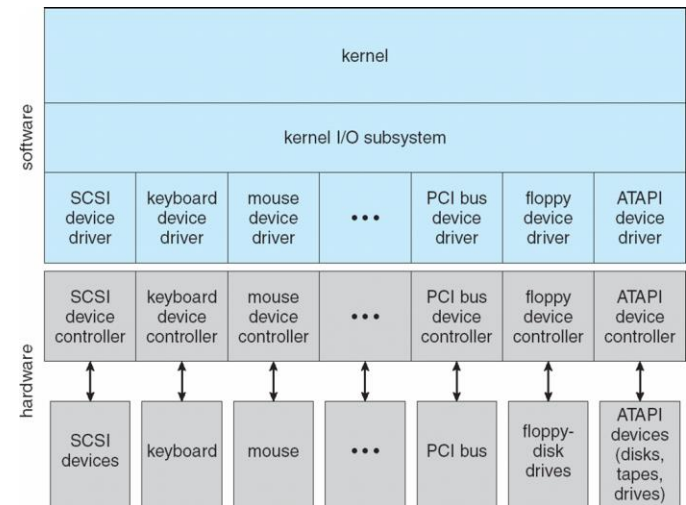 software
kernel
kernel I/O subsystem
SCSI
device
driver
keyboard
device
driver
mouse
device
driver
•••
PCI bus
device
driver
floppy
device
driver
ATAPI
device
driver
hardware
SCSI
device
controller
keyboard
device
controller
mouse
device
controller
•••
PCI bus
device
controller
floppy
device
controller
ATAPI
device
controller
SCSI
devices
keyboard
mouse
•••
PCI bus
floppy-
disk
drives
ATAPI
devices
(disks,
tapes,
drives)